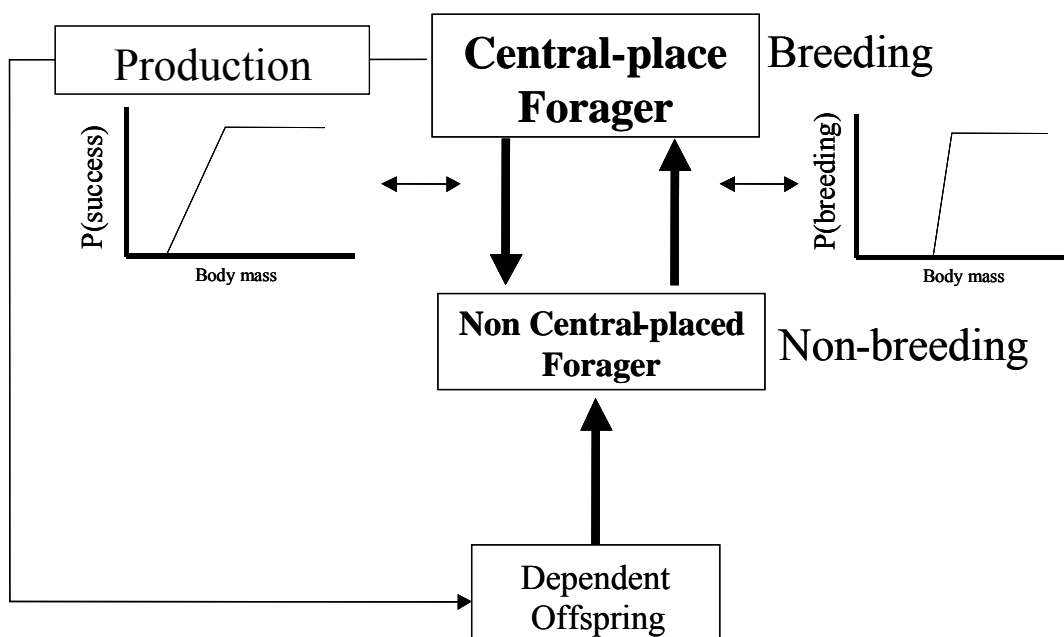 Production
Central-place
Forager
Breeding
P(success)
Body mass
P(breeding)
Body mass
Non Central-placed
Forager
Non-breeding
Dependent
Offspring